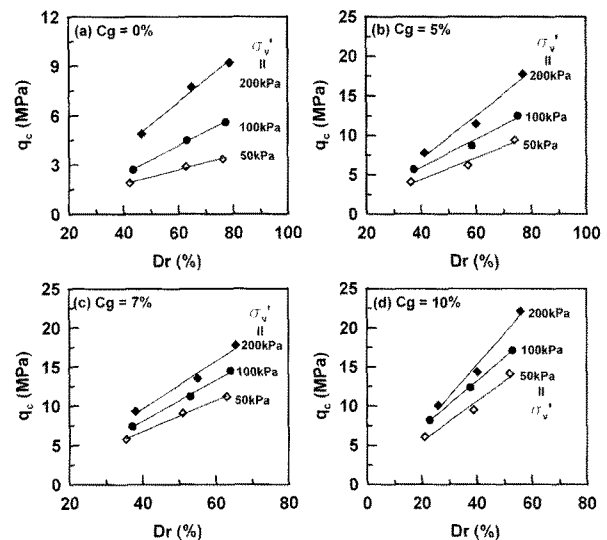 (a) Cg = 0%
σv'
=
200kPa
100kPa
50kPa
qc (MPa)
12
9
6
3
0
20 40 60 80 100
Dr (%)
(b) Cg = 5%
σv'
=
200kPa
100kPa
50kPa
qc (MPa)
25
20
15
10
5
0
20 40 60 80 100
Dr (%)
(c) Cg = 7%
σv'
=
200kPa
100kPa
50kPa
qc (MPa)
25
20
15
10
5
0
20 40 60 80
Dr (%)
(d) Cg = 10%
200kPa
100kPa
50kPa
=
σv'
qc (MPa)
25
20
15
10
5
0
0 20 40 60 80
Dr (%)